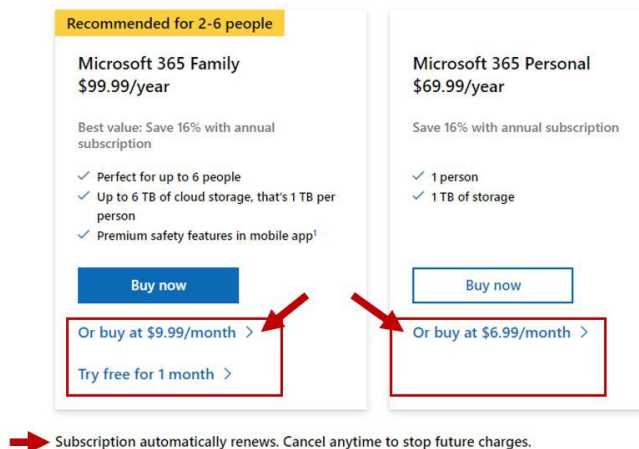 Recommended for 2-6 people
Microsoft 365 Family
$99.99/year
Best value: Save 16% with annual
subscription
Perfect for up to 6 people
Up to 6 TB of cloud storage, that's 1 TB per
person
Premium safety features in mobile app¹
Buy now
Or buy at $9.99/month >
Try free for 1 month >
Microsoft 365 Personal
$69.99/year
Save 16% with annual subscription
1 person
1 TB of storage
Buy now
Or buy at $6.99/month >
Subscription automatically renews. Cancel anytime to stop future charges.